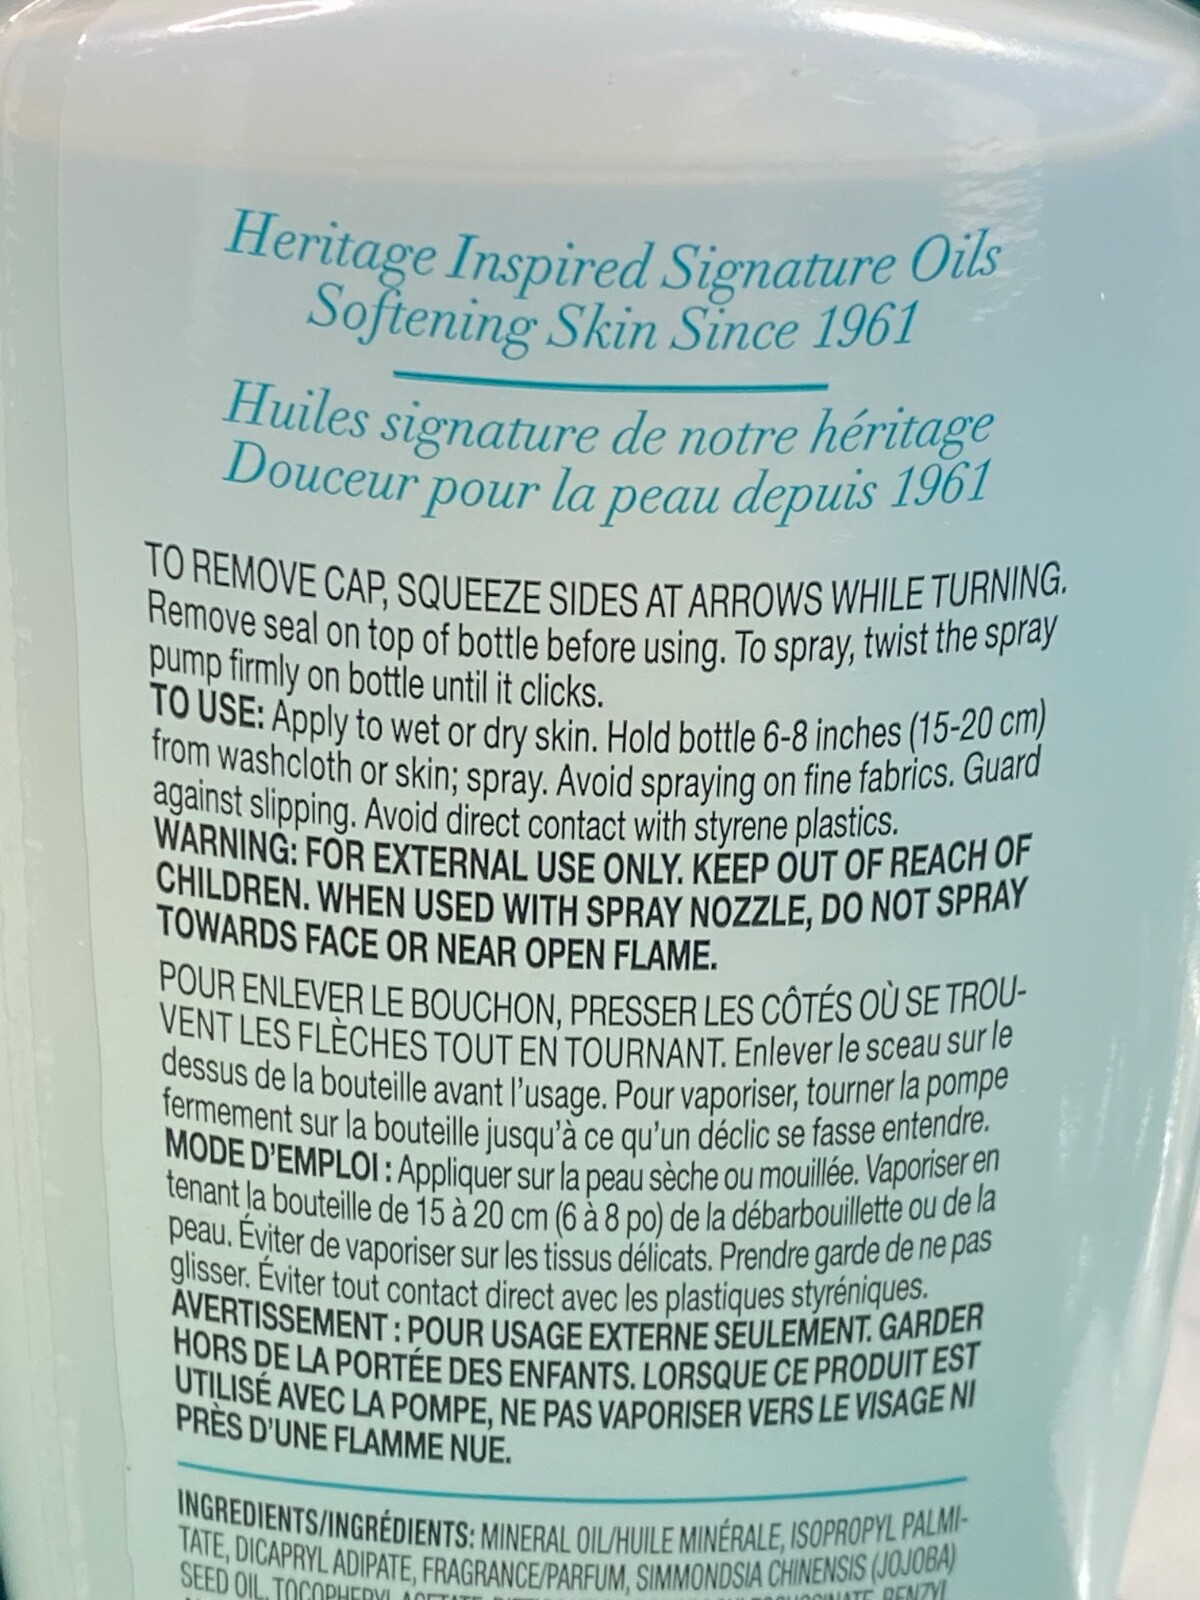 Heritage Inspired Signature Oils
Softening Skin Since 1961
Huiles signature de notre héritage
Douceur pour la peau depuis 1961
TO REMOVE CAP, SQUEEZE SIDES AT ARROWS WHILE TURNING.
Remove seal on top of bottle before using. To spray, twist the spray
pump firmly on bottle until it clicks.
TO USE: Apply to wet or dry skin. Hold bottle 6-8 inches (15-20 cm)
from washcloth or skin; spray. Avoid spraying on fine fabrics. Guard
against slipping. Avoid direct contact with styrene plastics.
WARNING: FOR EXTERNAL USE ONLY. KEEP OUT OF REACH OF
CHILDREN. WHEN USED WITH SPRAY NOZZLE, DO NOT SPRAY
TOWARDS FACE OR NEAR OPEN FLAME.
POUR ENLEVER LE BOUCHON, PRESSER LES CÔTÉS OÙ SE TROU-
VENT LES FLÈCHES TOUT EN TOURNANT. Enlever le sceau sur le
dessus de la bouteille avant l'usage. Pour vaporiser, tourner la pompe
fermement sur la bouteille jusqu'à ce qu'un déclic se fasse entendre.
MODE D'EMPLOI : Appliquer sur la peau sèche ou mouillée. Vaporiser en
tenant la bouteille de 15 à 20 cm (6 à 8 po) de la débarbouillette ou de la
peau. Éviter de vaporiser sur les tissus délicats. Prendre garde de ne pas
glisser. Éviter tout contact direct avec les plastiques styréniques.
AVERTISSEMENT : POUR USAGE EXTERNE SEULEMENT. GARDER
HORS DE LA PORTÉE DES ENFANTS. LORSQUE CE PRODUIT EST
UTILISÉ AVEC LA POMPE, NE PAS VAPORISER VERS LE VISAGE NI
PRÈS D'UNE FLAMME NUE.
INGREDIENTS/INGRÉDIENTS: MINERAL OIL/HUILE MINÉRALE, ISOPROPYL PALMI-
TATE, DICAPRYL ADIPATE, FRAGRANCE/PARFUM, SIMMONDSIA CHINENSIS (JOJOBA)
SEED OIL, TOCOPHERYL ACETATE, BENZYL